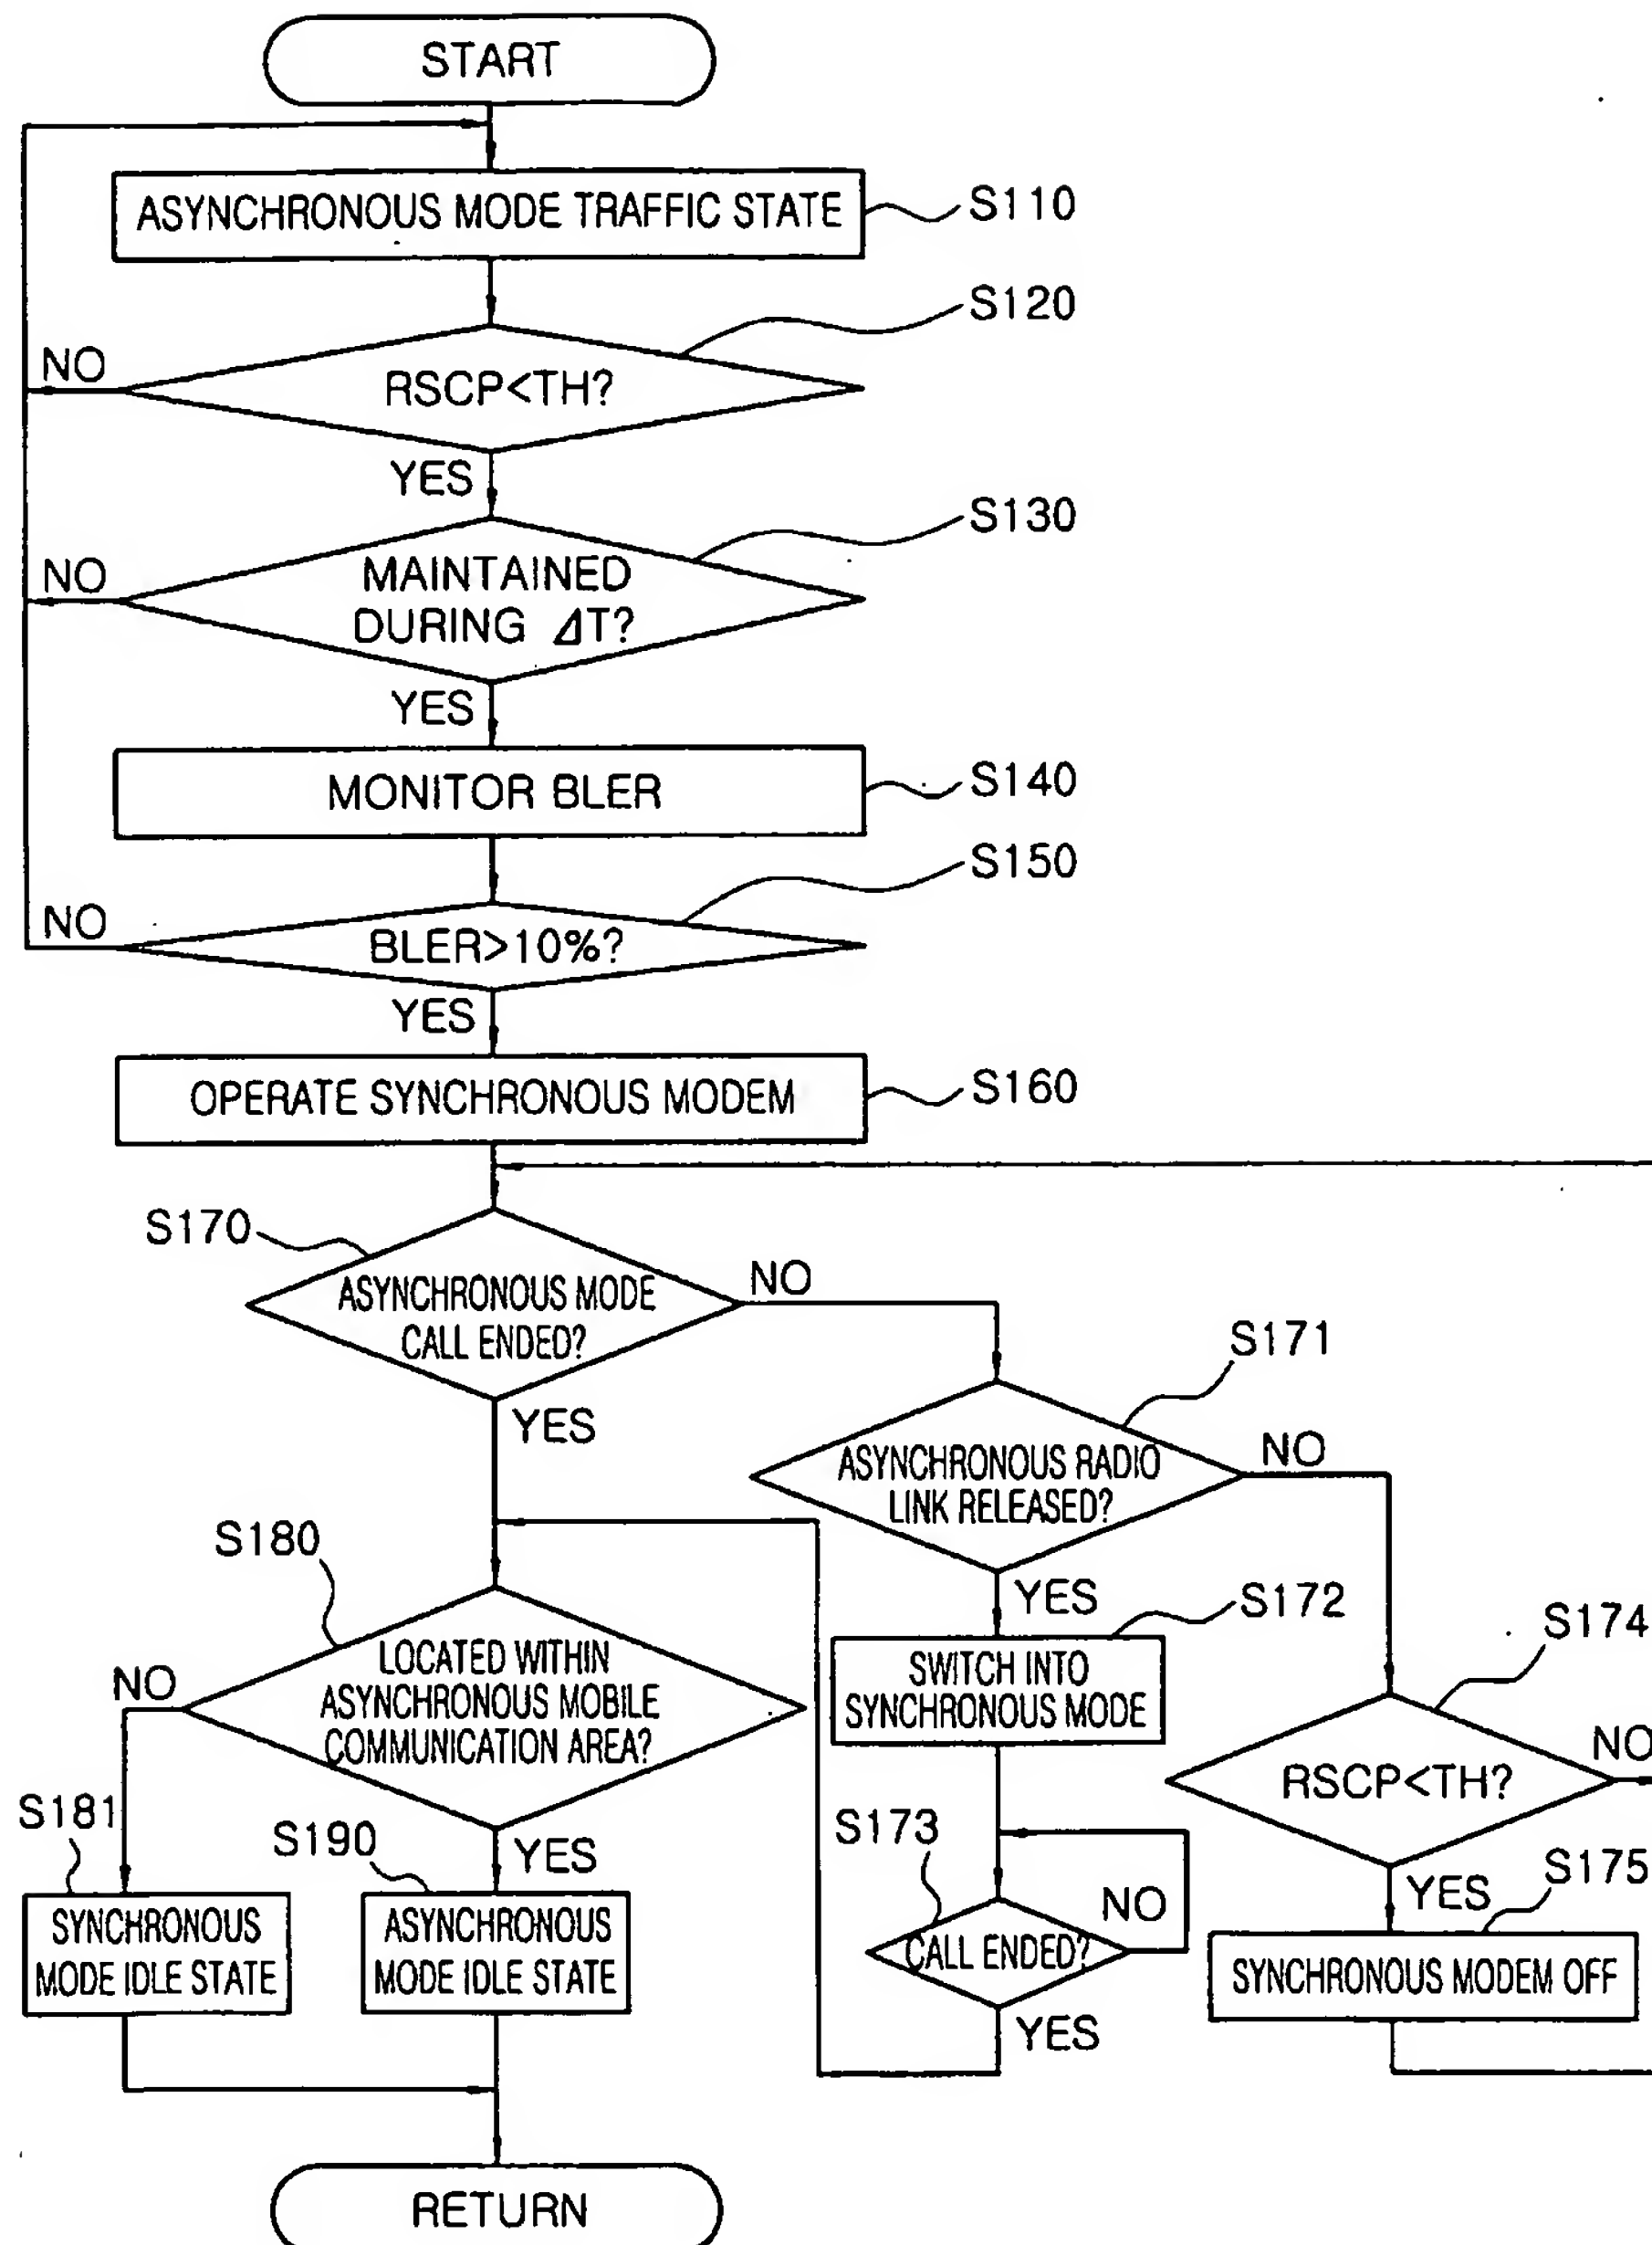 START
ASYNCHRONOUS MODE TRAFFIC STATE
S110
S120
NO
RSCP<TH?
YES
S130
NO
MAINTAINED
DURING ΔT?
YES
MONITOR BLER
S140
S150
NO
BLER>10%?
YES
OPERATE SYNCHRONOUS MODEM
S160
S170
ASYNCHRONOUS MODE
CALL ENDED?
NO
YES
S171
ASYNCHRONOUS RADIO
LINK RELEASED?
NO
YES
S172
SWITCH INTO
SYNCHRONOUS MODE
S173
CALL ENDED?
NO
YES
S174
RSCP<TH?
NO
YES
S175
SYNCHRONOUS MODEM OFF
S180
LOCATED WITHIN
ASYNCHRONOUS MOBILE
COMMUNICATION AREA?
NO
YES
S181
SYNCHRONOUS
MODE IDLE STATE
S190
ASYNCHRONOUS
MODE IDLE STATE
RETURN